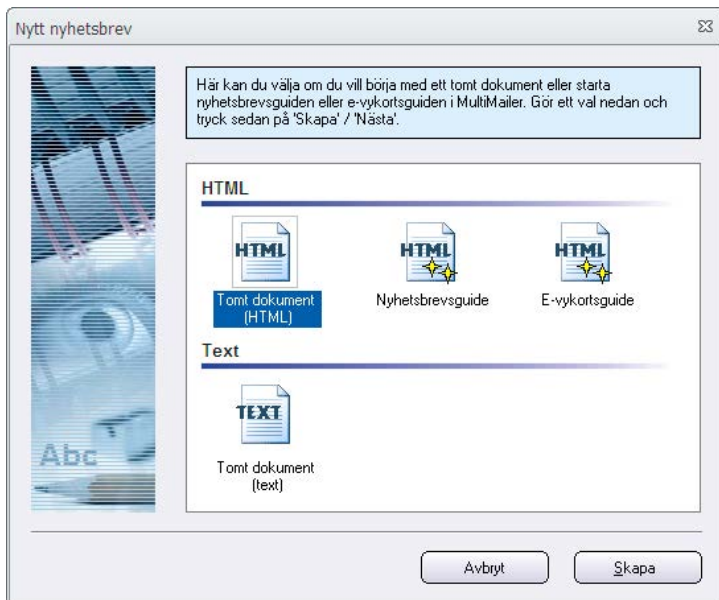 Nytt nyhetsbrev
Här kan du välja om du vill börja med ett tomt dokument eller starta
nyhetsbrevsguiden eller e-vykortsguiden i MultiMailer. Gör ett val nedan och
tryck sedan på 'Skapa' / 'Nästa'.
HTML
HTML
HTML
HTML
Tomt dokument
(HTML)
Nyhetsbrevsguide
E-vykortsguide
Text
TEXT
Tomt dokument
(text)
Abc
Avbryt
Skapa